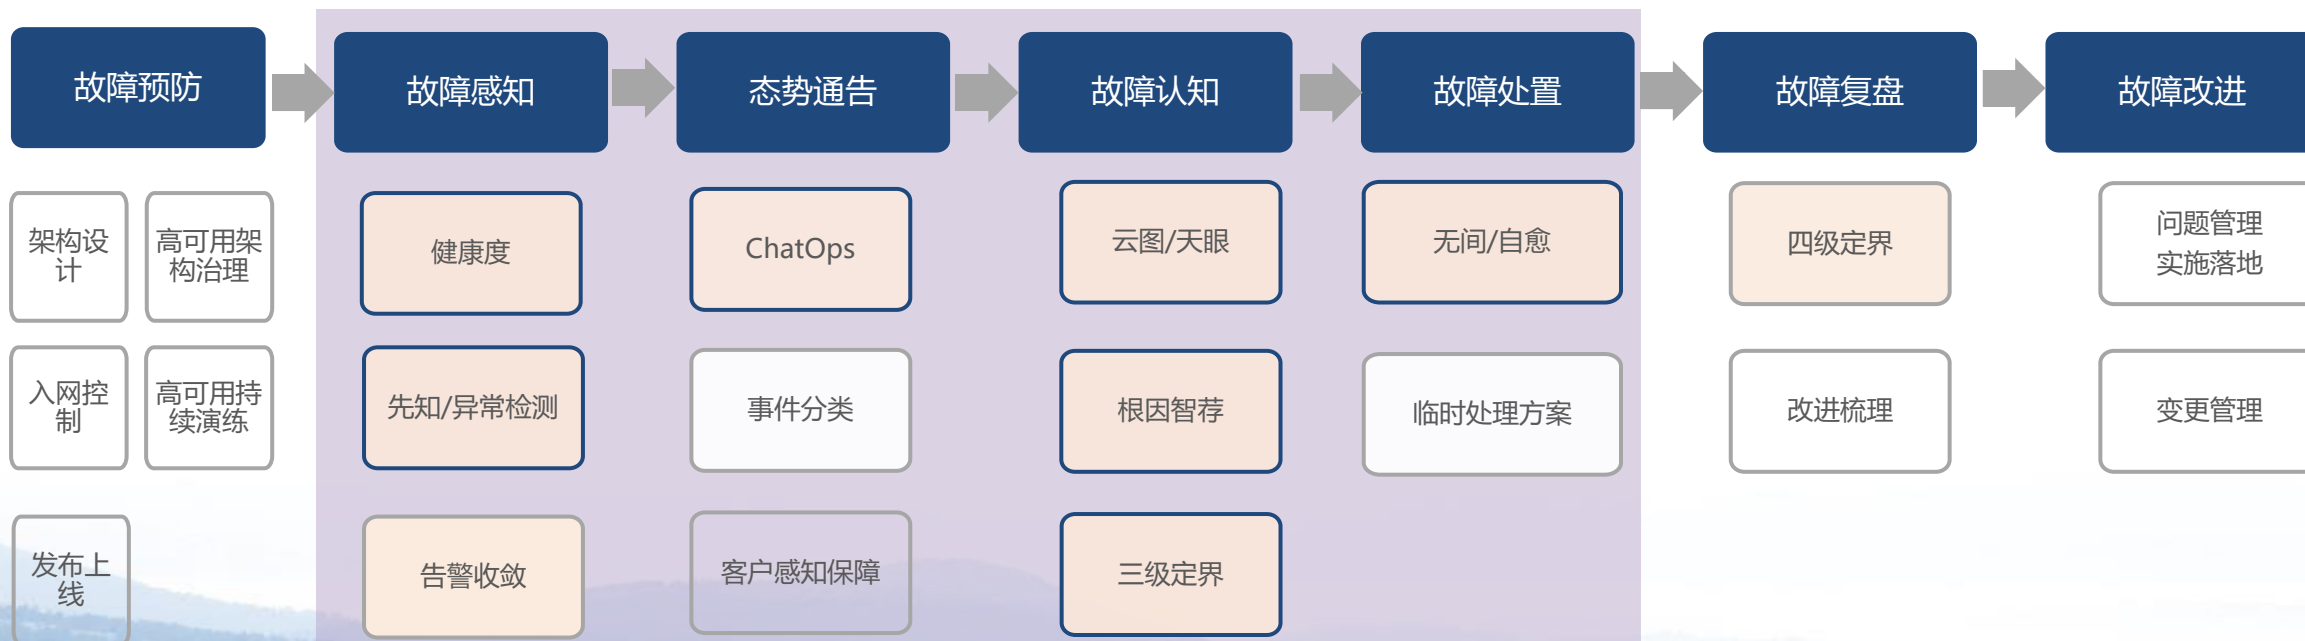 故障预防
故障感知
态势通告
故障认知
故障处置
故障复盘
故障改进
架构设
计
高可用架
构治理
健康度
ChatOps
云图/天眼
无间/自愈
四级定界
问题管理
实施落地
入网控
制
高可用持
续演练
先知/异常检测
事件分类
根因智荐
临时处理方案
改进梳理
变更管理
发布上
线
告警收敛
客户感知保障
三级定界